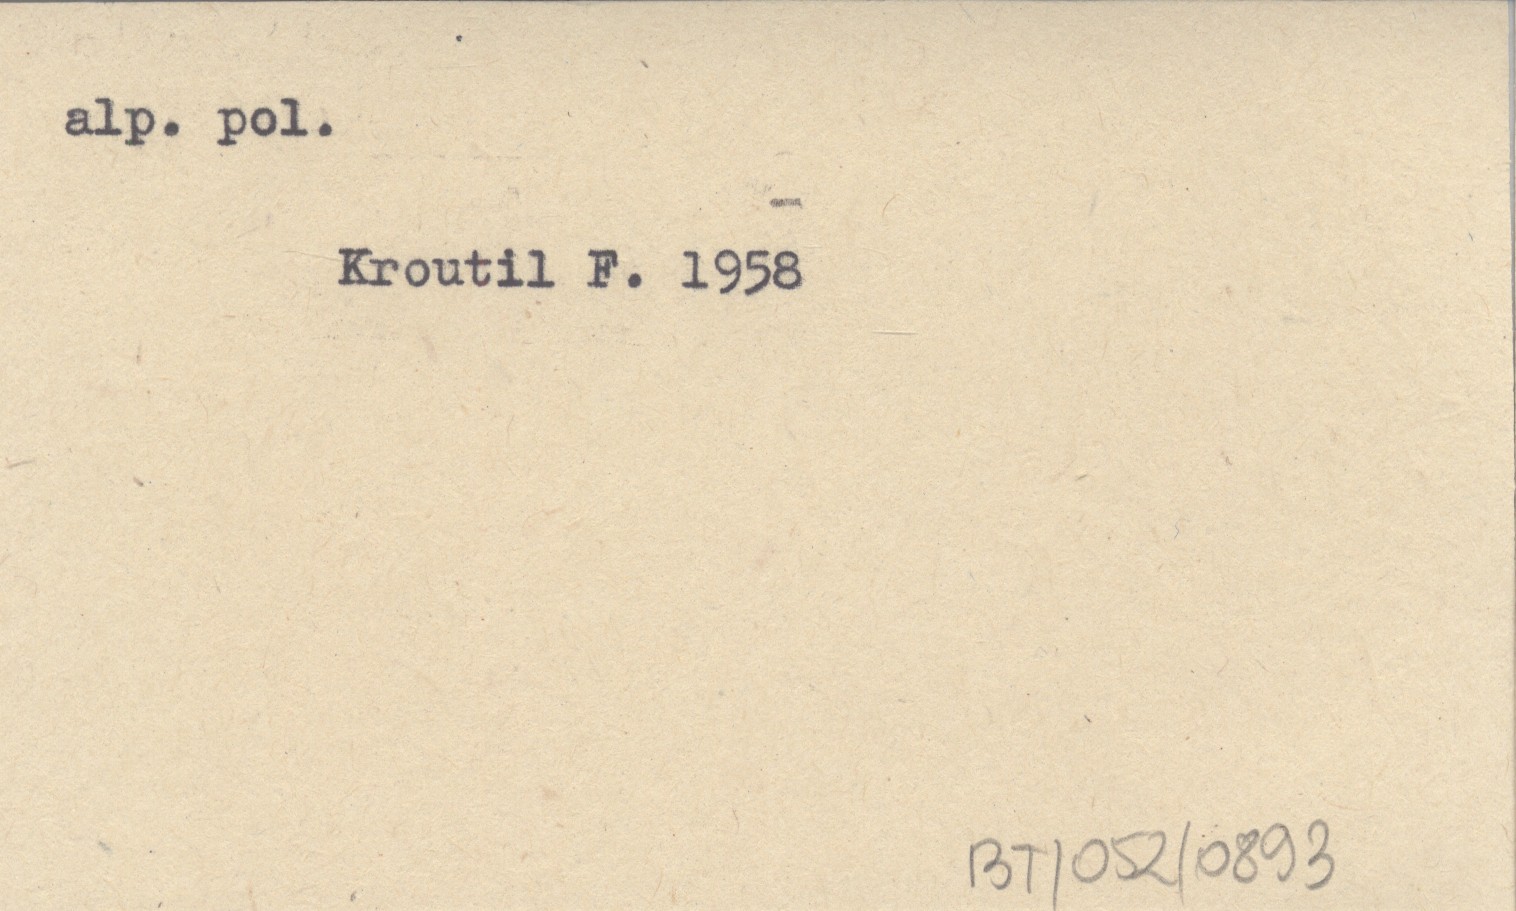 alp. pol.
–
Kroutil F. 1958
BT/052/0893